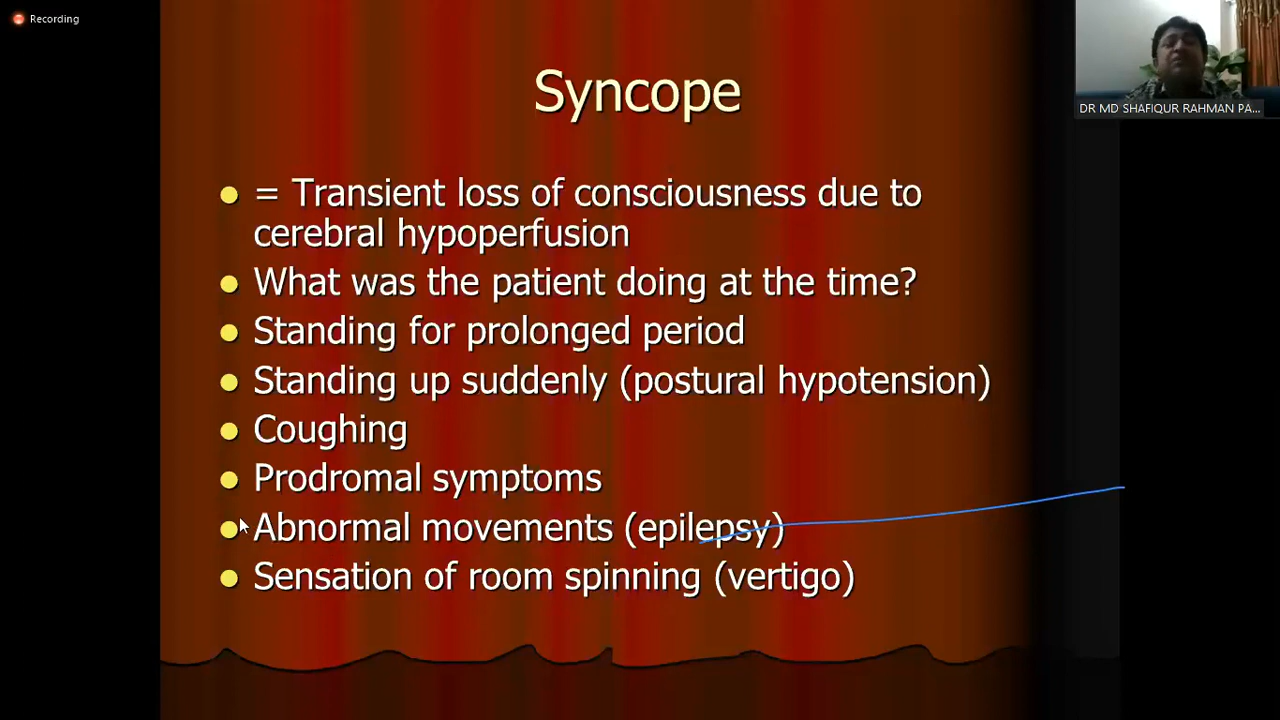 Recording
DR MD SHAFIQUR RAHMAN PA...
Syncope
= Transient loss of consciousness due to
cerebral hypoperfusion
What was the patient doing at the time?
Standing for prolonged period
Standing up suddenly (postural hypotension)
Coughing
Prodromal symptoms
Abnormal movements (epilepsy)
Sensation of room spinning (vertigo)